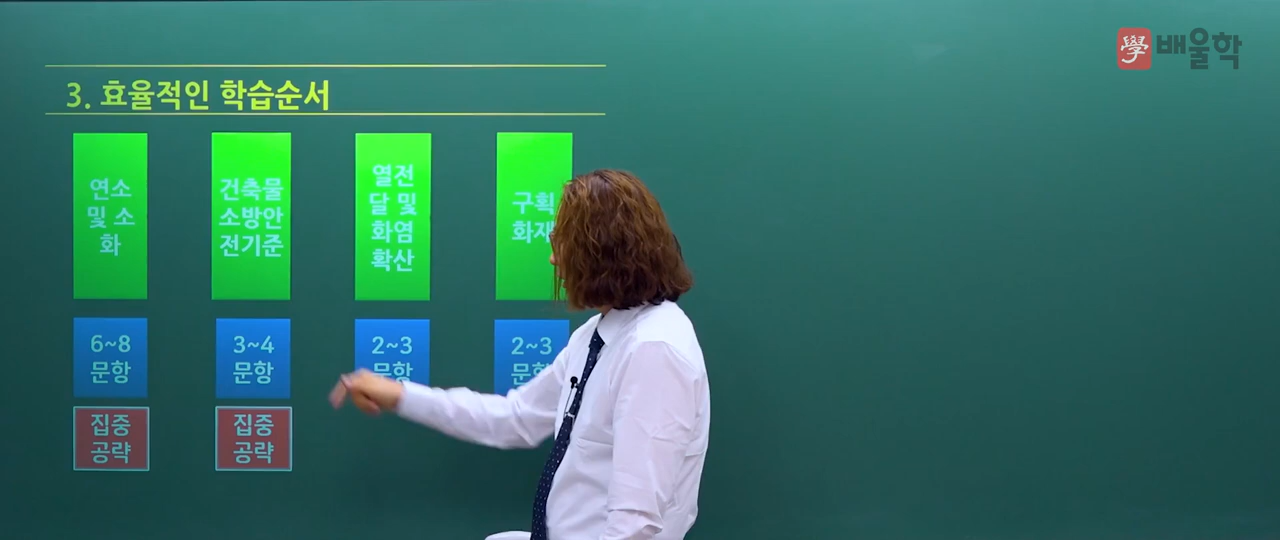 學 배울학
3. 효율적인 학습순서
연소
및 소
화
건축물
소방안
전기준
열전
달 및
화염
확산
구획
6~8
문항
3~4
문항
2~3
문항
2~3
집중
공략
집중
공략